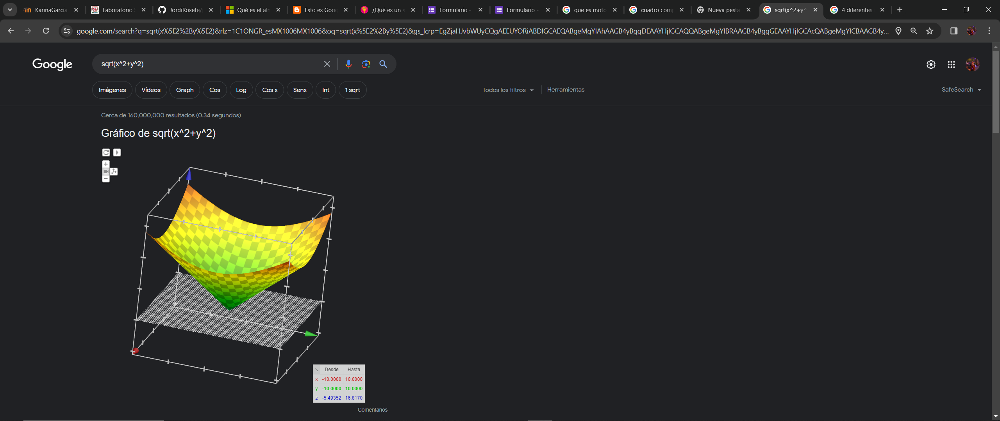 KarinaGarcía
Laboratorio S
JordiRosete/
Qué es el alm
Esto es Goog
¿Qué es un s
Formulario -
Formulario -
que es moto
cuadro comp
Nueva pesta
sqrt(x^2+y^
4 diferentes
google.com/search?q=sqrt(x%5E2%2By%5E2)&rlz=1C1ONGR_esMX1006MX1006&oq=sqrt(x%5E2%2By%5E2)&gs_lcrp=EgZjaHJvbWUyCQgAEEUYORiABDIGCAEQABgeMgYIAhAAGB4yBggDEAAYHjIGCAQQABgeMgYIBRAAGB4yBggGEAAYHjIGCAcQABgeMgYICBAAGB4y...
Google
sqrt(x^2+y^2)
Imágenes
Vídeos
Graph
Cos
Log
Cos x
Senx
Int
1 sqrt
Todos los filtros
Herramientas
SafeSearch
Cerca de 160,000,000 resultados (0.34 segundos)
Gráfico de sqrt(x^2+y^2)
Desde Hasta
x -10.0000 10.0000
y -10.0000 10.0000
z -5.49352 16.8170
Comentarios